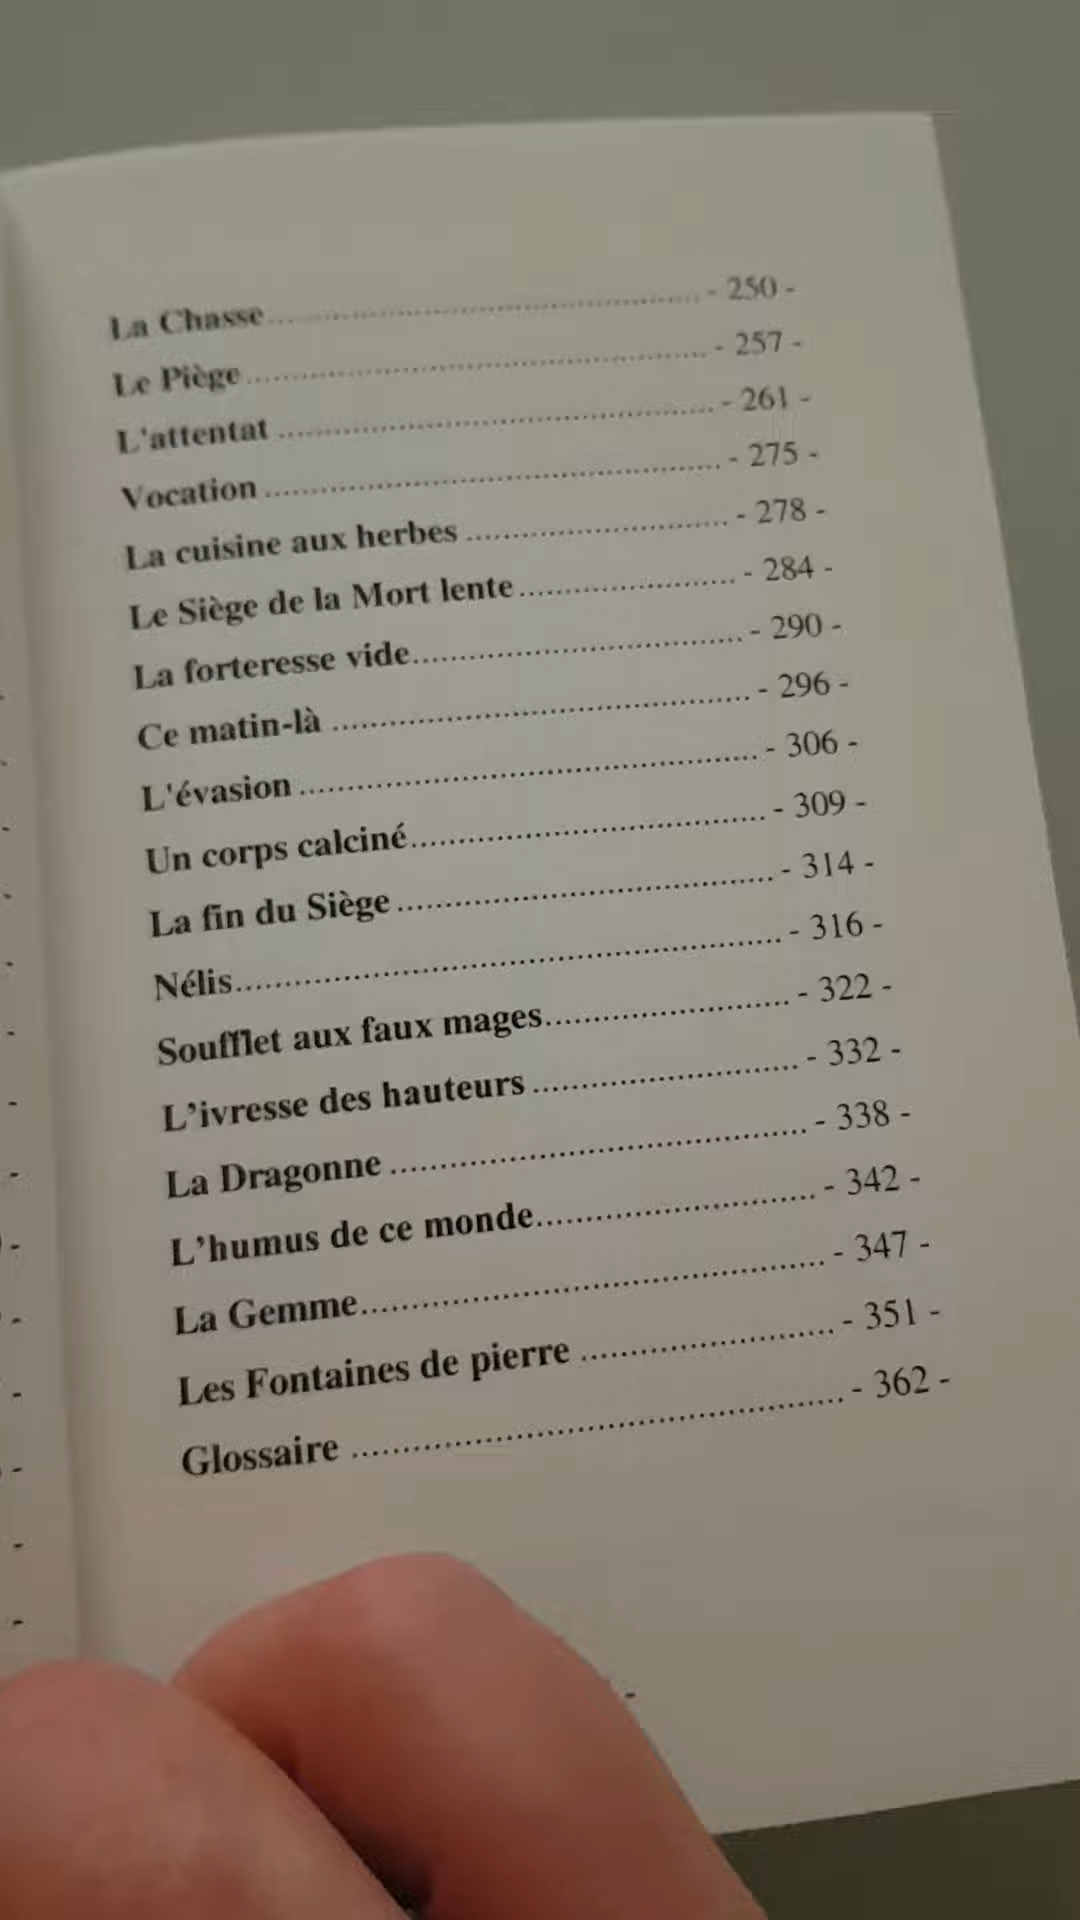 La Chasse ........................................ - 250 -
Le Piège ........................................ - 257 -
L'attentat ........................................ - 261 -
Vocation ........................................ - 275 -
La cuisine aux herbes ........................................ - 278 -
Le Siège de la Mort lente ........................................ - 284 -
La forteresse vide ........................................ - 290 -
Ce matin-là ........................................ - 296 -
L'évasion ........................................ - 306 -
Un corps calciné ........................................ - 309 -
La fin du Siège ........................................ - 314 -
Nélis ........................................ - 316 -
Soufflet aux faux mages ........................................ - 322 -
L’ivresse des hauteurs ........................................ - 332 -
La Dragonne ........................................ - 338 -
L’humus de ce monde ........................................ - 342 -
La Gemme ........................................ - 347 -
Les Fontaines de pierre ........................................ - 351 -
Glossaire ........................................ - 362 -